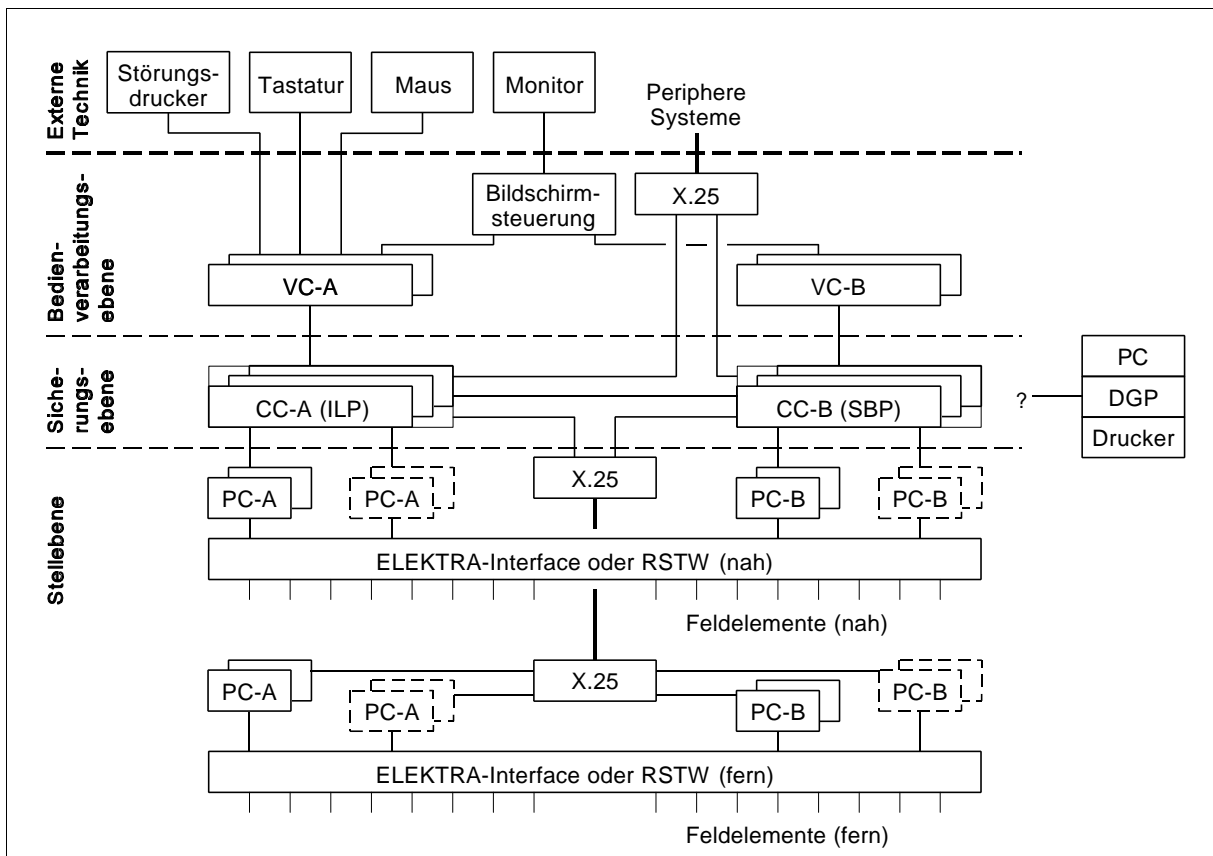 Externe
Technik
Störungs-
drucker
Tastatur
Maus
Monitor
Periphere
Systeme
Bedien-
verarbeitungs-
ebene
Bildschirm-
steuerung
X.25
VC-A
VC-B
Siche-
rungs-
ebene
CC-A (ILP)
CC-B (SBP)
?
PC
DGP
Drucker
Stellebene
PC-A
PC-A
X.25
PC-B
PC-B
ELEKTRA-Interface oder RSTW (nah)
Feldelemente (nah)
PC-A
PC-A
X.25
PC-B
PC-B
ELEKTRA-Interface oder RSTW (fern)
Feldelemente (fern)